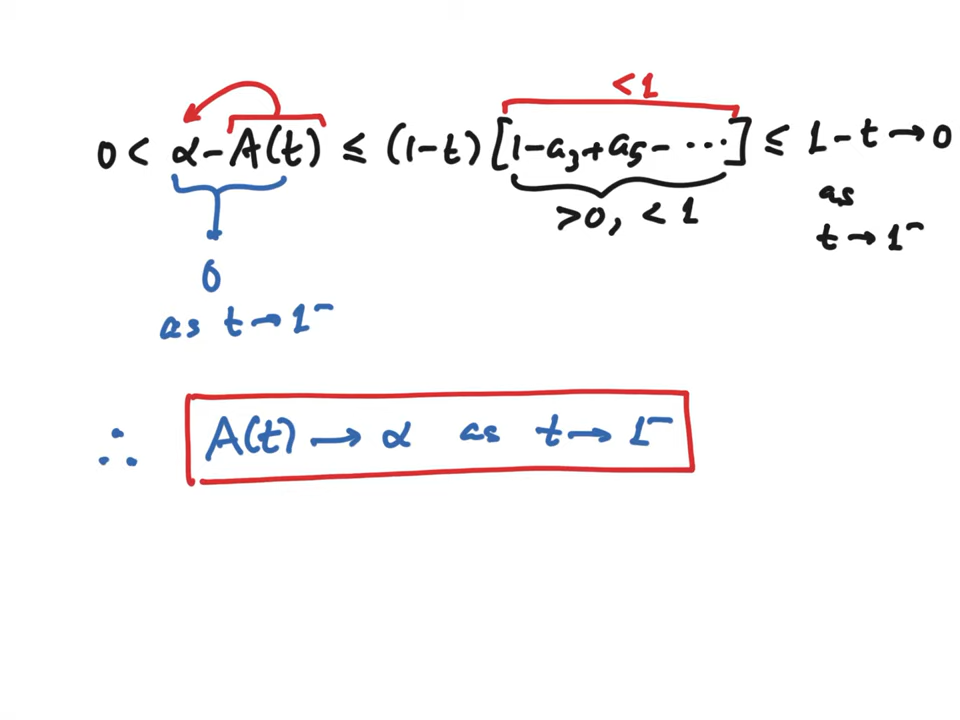 < 1
0 < α - A(t) ≤ (1-t) [1 - a₃ + a₅ - ⋯] ≤ 1 - t → 0
>0, < 1
as
t → 1⁻
0
as t → 1⁻
∴ A(t) → α as t → 1⁻